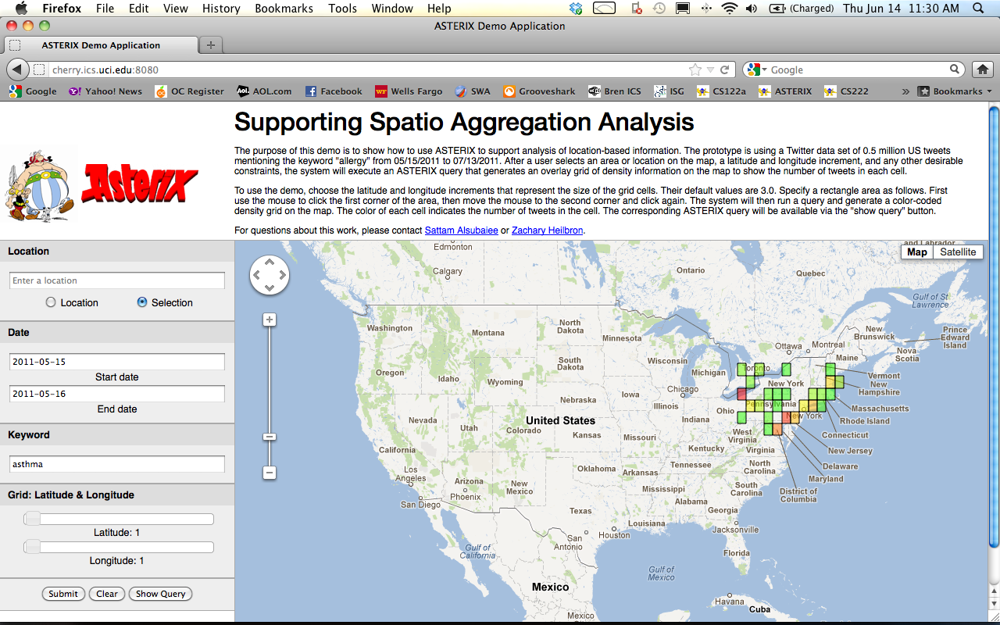 Firefox File Edit View History Bookmarks Tools Window Help (Charged) Thu Jun 14 11:30 AM
ASTERIX Demo Application
ASTERIX Demo Application
cherry.ics.uci.edu:8080 Google
Google Yahoo! News OC Register AOL.com Facebook Wells Fargo SWA Grooveshark Bren ICS ISG CS122a ASTERIX CS222 » Bookmarks
Supporting Spatio Aggregation Analysis
The purpose of this demo is to show how to use ASTERIX to support analysis of location-based information. The prototype is using a Twitter data set of 0.5 million US tweets
mentioning the keyword "allergy" from 05/15/2011 to 07/13/2011. After a user selects an area or location on the map, a latitude and longitude increment, and any other desirable
constraints, the system will execute an ASTERIX query that generates an overlay grid of density information on the map to show the number of tweets in each cell.
Asterix
To use the demo, choose the latitude and longitude increments that represent the size of the grid cells. Their default values are 3.0. Specify a rectangle area as follows. First
use the mouse to click the first corner of the area, then move the mouse to the second corner and click again. The system will then run a query and generate a color-coded
density grid on the map. The color of each cell indicates the number of tweets in the cell. The corresponding ASTERIX query will be available via the "show query" button.
For questions about this work, please contact Sattam Alsubaiee or Zachary Heilbron.
Location
Enter a location
Location Selection
Date
2011-05-15
Start date
2011-05-16
End date
Keyword
asthma
Grid: Latitude & Longitude
Latitude: 1
Longitude: 1
Submit Clear Show Query
Map Satellite
and Labrador
Edmonton
Calgary
Ontario
Quebec
Gulf of St
Lawrence
Washington
Montana
North
Dakota
Minnesota
Ottawa
Montreal
New
Brunswick
Prince
Edward
Island
Nova
Scotia
Maine
Oregon
Idaho
Wyoming
South
Dakota
Wisconsin
Michigan
Toronto
Vermont
New
Hampshire
New York
Massachusetts
Rhode Island
Connecticut
New Jersey
Delaware
Maryland
District of
Columbia
Nebraska
Iowa
Chicago
Illinois
Indiana
Ohio
Pennsylvania
New York
Nevada
Utah
Colorado
United States
Kansas
Missouri
West
Virginia
Virginia
Kentucky
California
Los
Angeles
San Diego
Arizona
Phoenix
New
Mexico
Oklahoma
Arkansas
Tennessee
North
Carolina
South
Carolina
Mississippi
Alabama
Georgia
Texas
Louisiana
Jacksonville
San
Antonio
Houston
Florida
Gulf of
California
Gulf of
Mexico
Mexico
Havana
Cuba